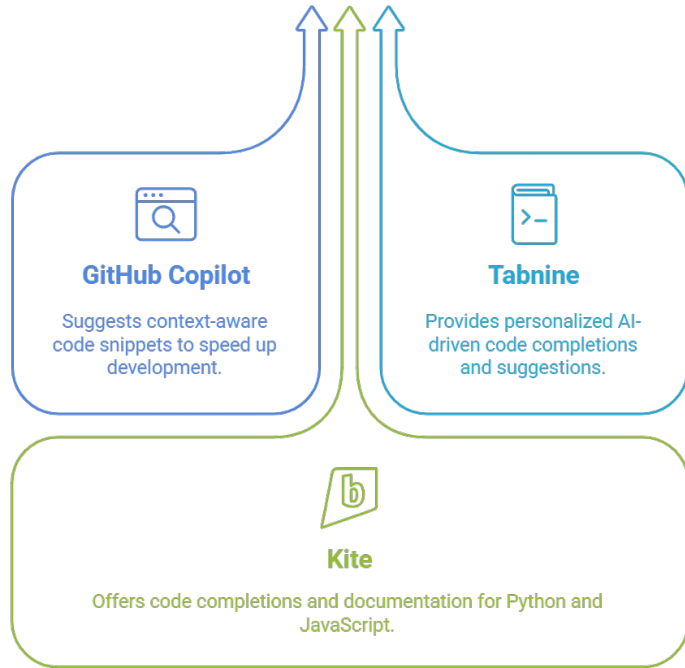 GitHub Copilot
Suggests context-aware
code snippets to speed up
development.
Tabnine
Provides personalized AI-
driven code completions
and suggestions.
b
Kite
Offers code completions and documentation for Python and
JavaScript.